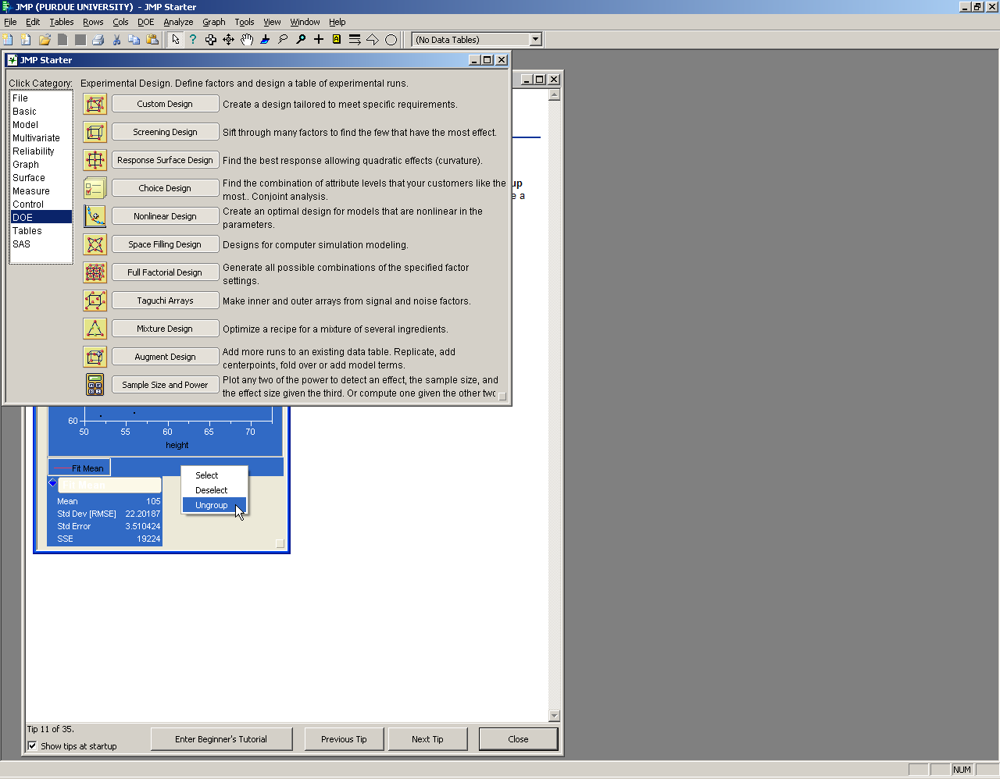 JMP (PURDUE UNIVERSITY) - JMP Starter
File Edit Tables Rows Cols DOE Analyze Graph Tools View Window Help
(No Data Tables)
JMP Starter
Click Category:
File
Basic
Model
Multivariate
Reliability
Graph
Surface
Measure
Control
DOE
Tables
SAS
Experimental Design. Define factors and design a table of experimental runs.
Custom Design Create a design tailored to meet specific requirements.
Screening Design Sift through many factors to find the few that have the most effect.
Response Surface Design Find the best response allowing quadratic effects (curvature).
Choice Design Find the combination of attribute levels that your customers like the
most.. Conjoint analysis.
Nonlinear Design Create an optimal design for models that are nonlinear in the
parameters.
Space Filling Design Designs for computer simulation modeling.
Full Factorial Design Generate all possible combinations of the specified factor
settings.
Taguchi Arrays Make inner and outer arrays from signal and noise factors.
Mixture Design Optimize a recipe for a mixture of several ingredients.
Augment Design Add more runs to an existing data table. Replicate, add
centerpoints, fold over or add model terms.
Sample Size and Power Plot any two of the power to detect an effect, the sample size, and
the effect size given the third. Or compute one given the other two
up
e a
60
50 55 60 65 70
height
Fit Mean
Fit Mean
Mean 105
Std Dev [RMSE] 22.20187
Std Error 3.510424
SSE 19224
Select
Deselect
Ungroup
Tip 11 of 35.
Show tips at startup
Enter Beginner's Tutorial Previous Tip Next Tip Close
NUM